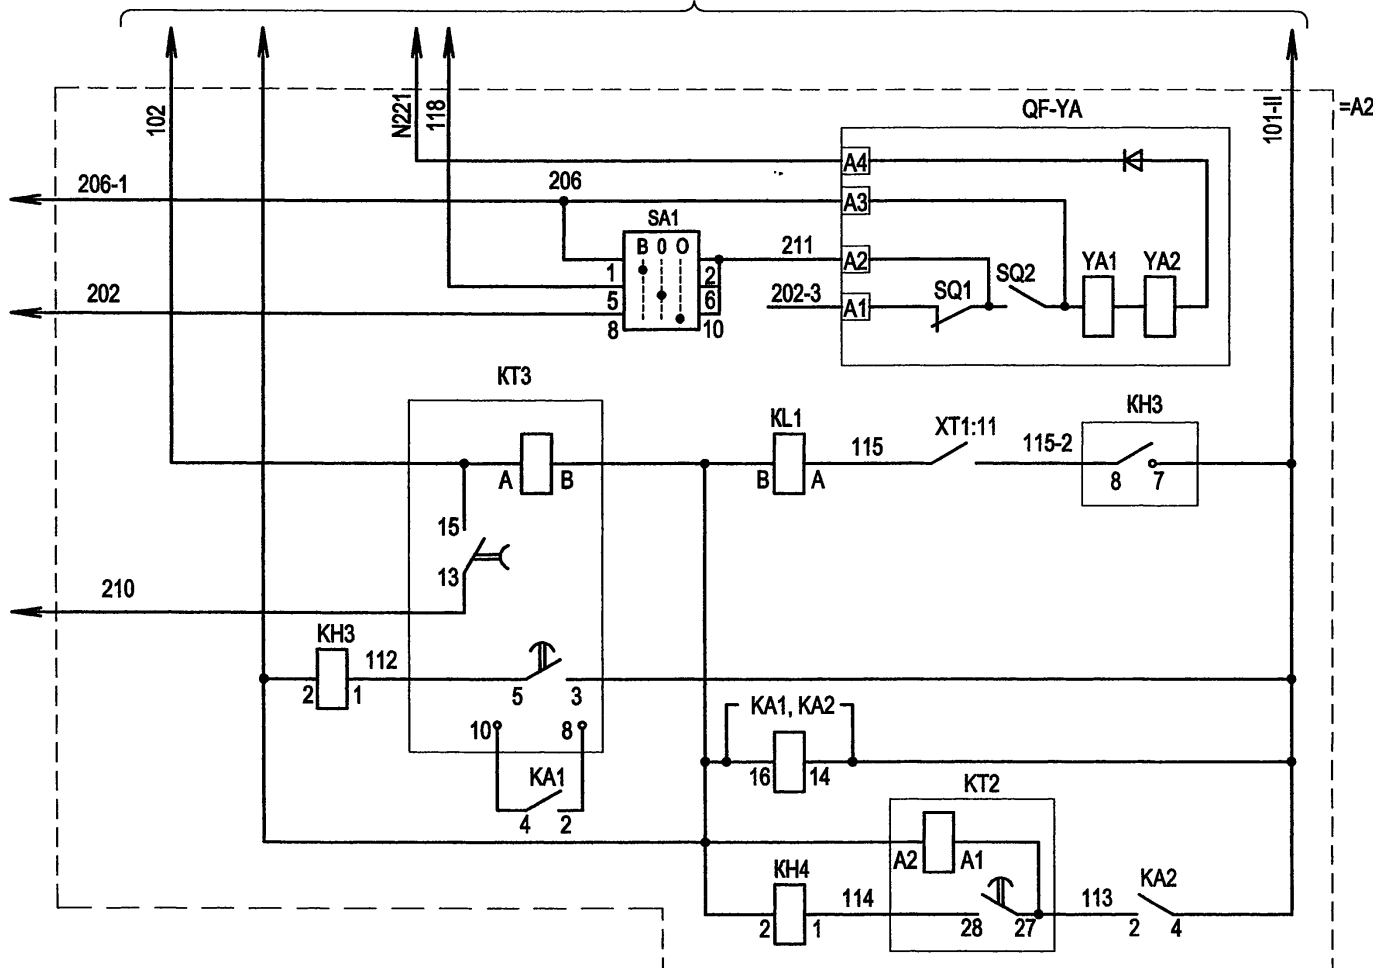 102
N221
118
101-II
=A2
QF-YA
A4
206-1
206
A3
SA1
B 0 O
211
A2
YA1
YA2
1
2
SQ2
202
5
6
202-3
A1
SQ1
8
10
KT3
KL1
XT1:11
KH3
115
115-2
A
B
B
A
8
7
15
13
210
KH3
112
2
1
5
3
10
8
KA1, KA2
KA1
16
14
4
2
KT2
A2
A1
KH4
114
113
KA2
2
1
28
27
2
4